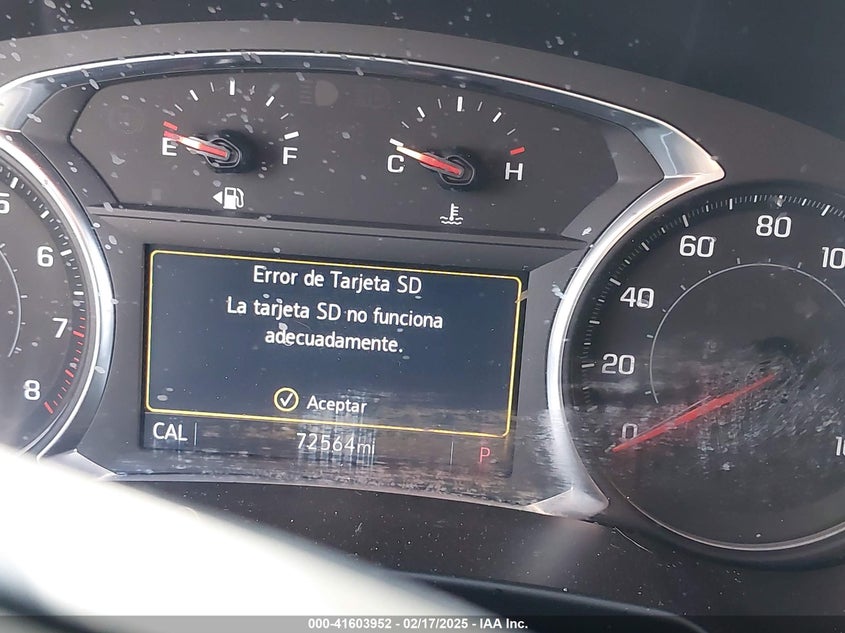 E F C H
5
6
7
8
0
20
40
60
80
Error de Tarjeta SD
La tarjeta SD no funciona
adecuadamente.
Aceptar
CAL
72564mi
P
000-41603952 - 02/17/2025 - IAA Inc.